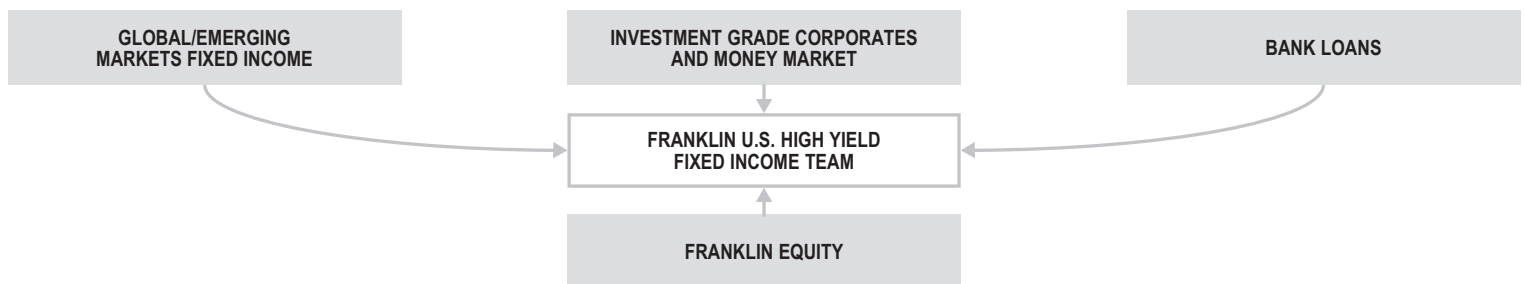 GLOBAL/EMERGING
MARKETS FIXED INCOME
INVESTMENT GRADE CORPORATES
AND MONEY MARKET
BANK LOANS
FRANKLIN U.S. HIGH YIELD
FIXED INCOME TEAM
FRANKLIN EQUITY